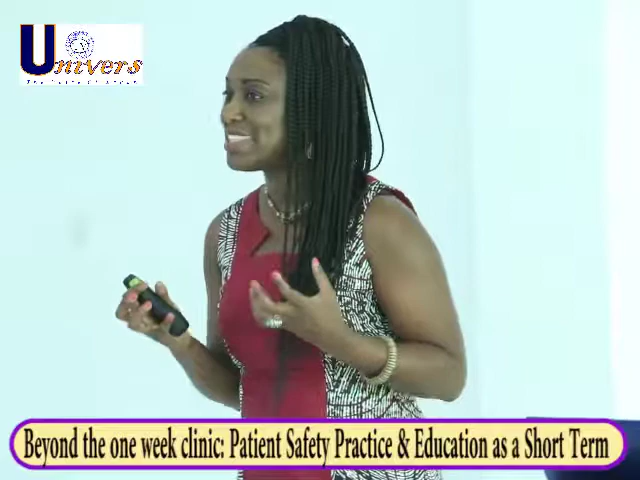 Univers
Beyond the one week clinic: Patient Safety Practice & Education as a Short Term